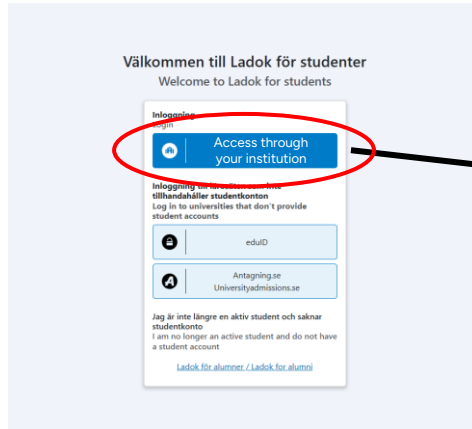 Välkommen till Ladok för studenter
Welcome to Ladok for students
Inloggning
Login
Access through
your institution
Inloggning till lärosäten som inte
tillhandahåller studentkonton
Log in to universities that don't provide
student accounts
eduID
Antagning.se
Universityadmissions.se
Jag är inte längre en aktiv student och saknar
studentkonto
I am no longer an active student and do not have
a student account
Ladok för alumner / Ladok for alumni